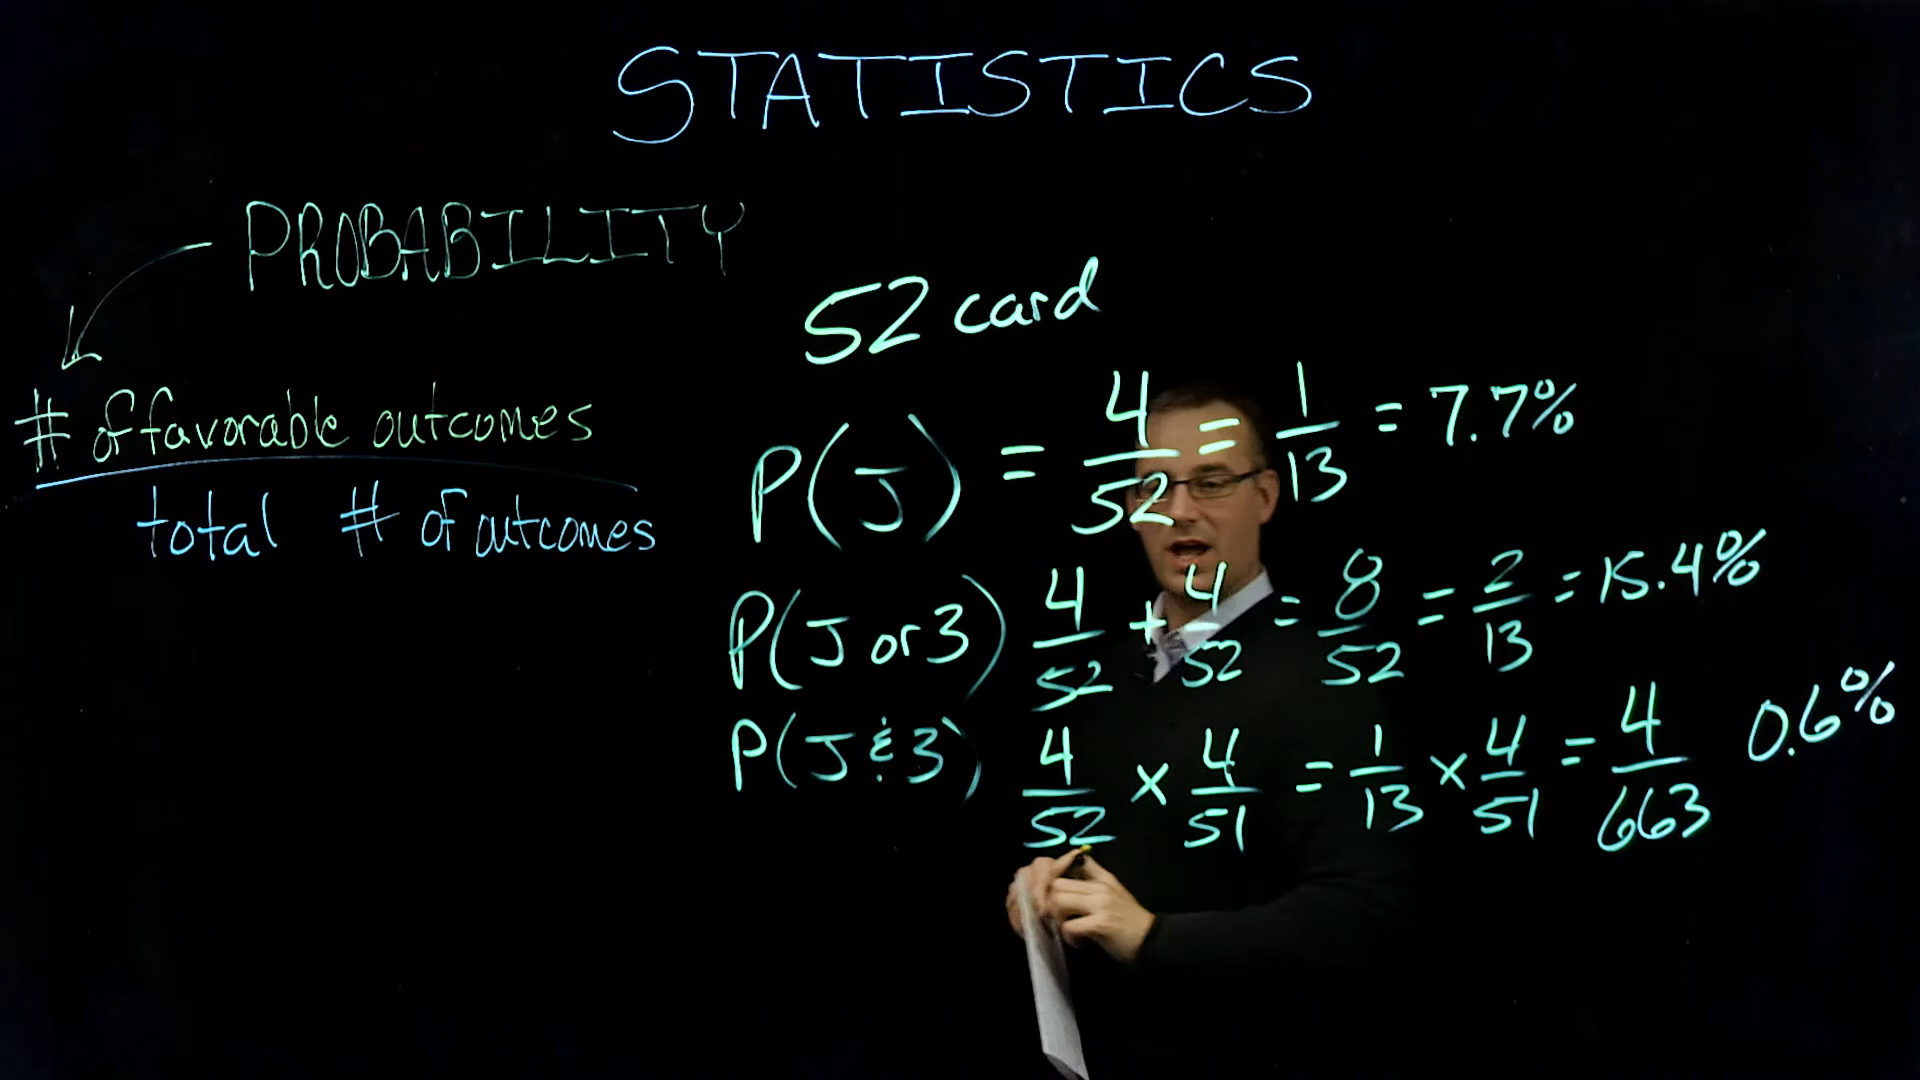 STATISTICS
PROBABILITY
# of favorable outcomes
total # of outcomes
52 card
P(J) = 4/52 = 1/13 = 7.7%
P(J or 3) 4/52 + 4/52 = 8/52 = 2/13 = 15.4%
P(J & 3) 4/52 × 4/51 = 1/13 × 4/51 = 4/663 0.6%